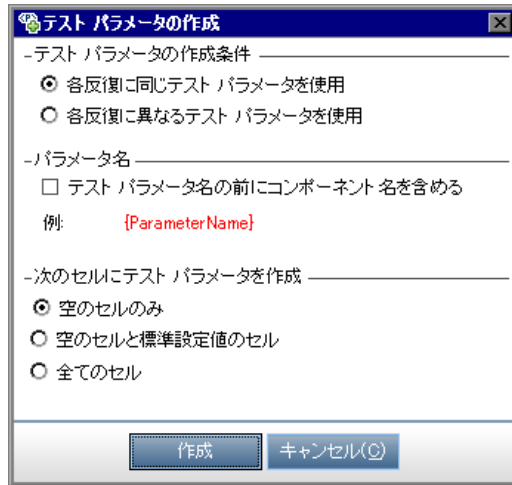 テスト パラメータの作成
テスト パラメータの作成条件
各反復に同じテスト パラメータを使用
各反復に異なるテスト パラメータを使用
パラメータ名
テスト パラメータ名の前にコンポーネント名を含める
例: {ParameterName}
次のセルにテスト パラメータを作成
空のセルのみ
空のセルと標準設定値のセル
全てのセル
作成 キャンセル(C)